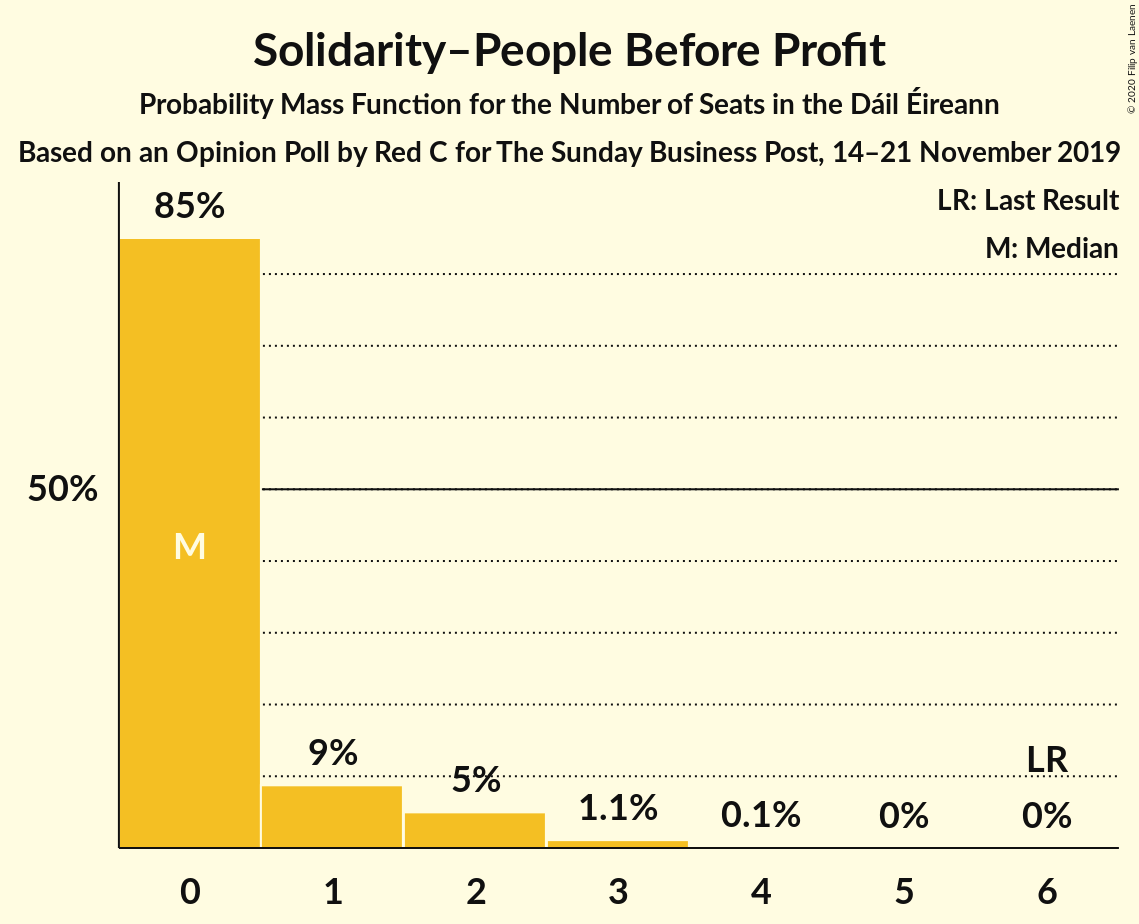 Solidarity–People Before Profit
Probability Mass Function for the Number of Seats in the Dáil Éireann
Based on an Opinion Poll by Red C for The Sunday Business Post, 14–21 November 2019
© 2020 Filip van Laenen
LR: Last Result
M: Median
85%
50%
M
9%
5%
1.1%
0.1%
0%
LR
0%
0 1 2 3 4 5 6